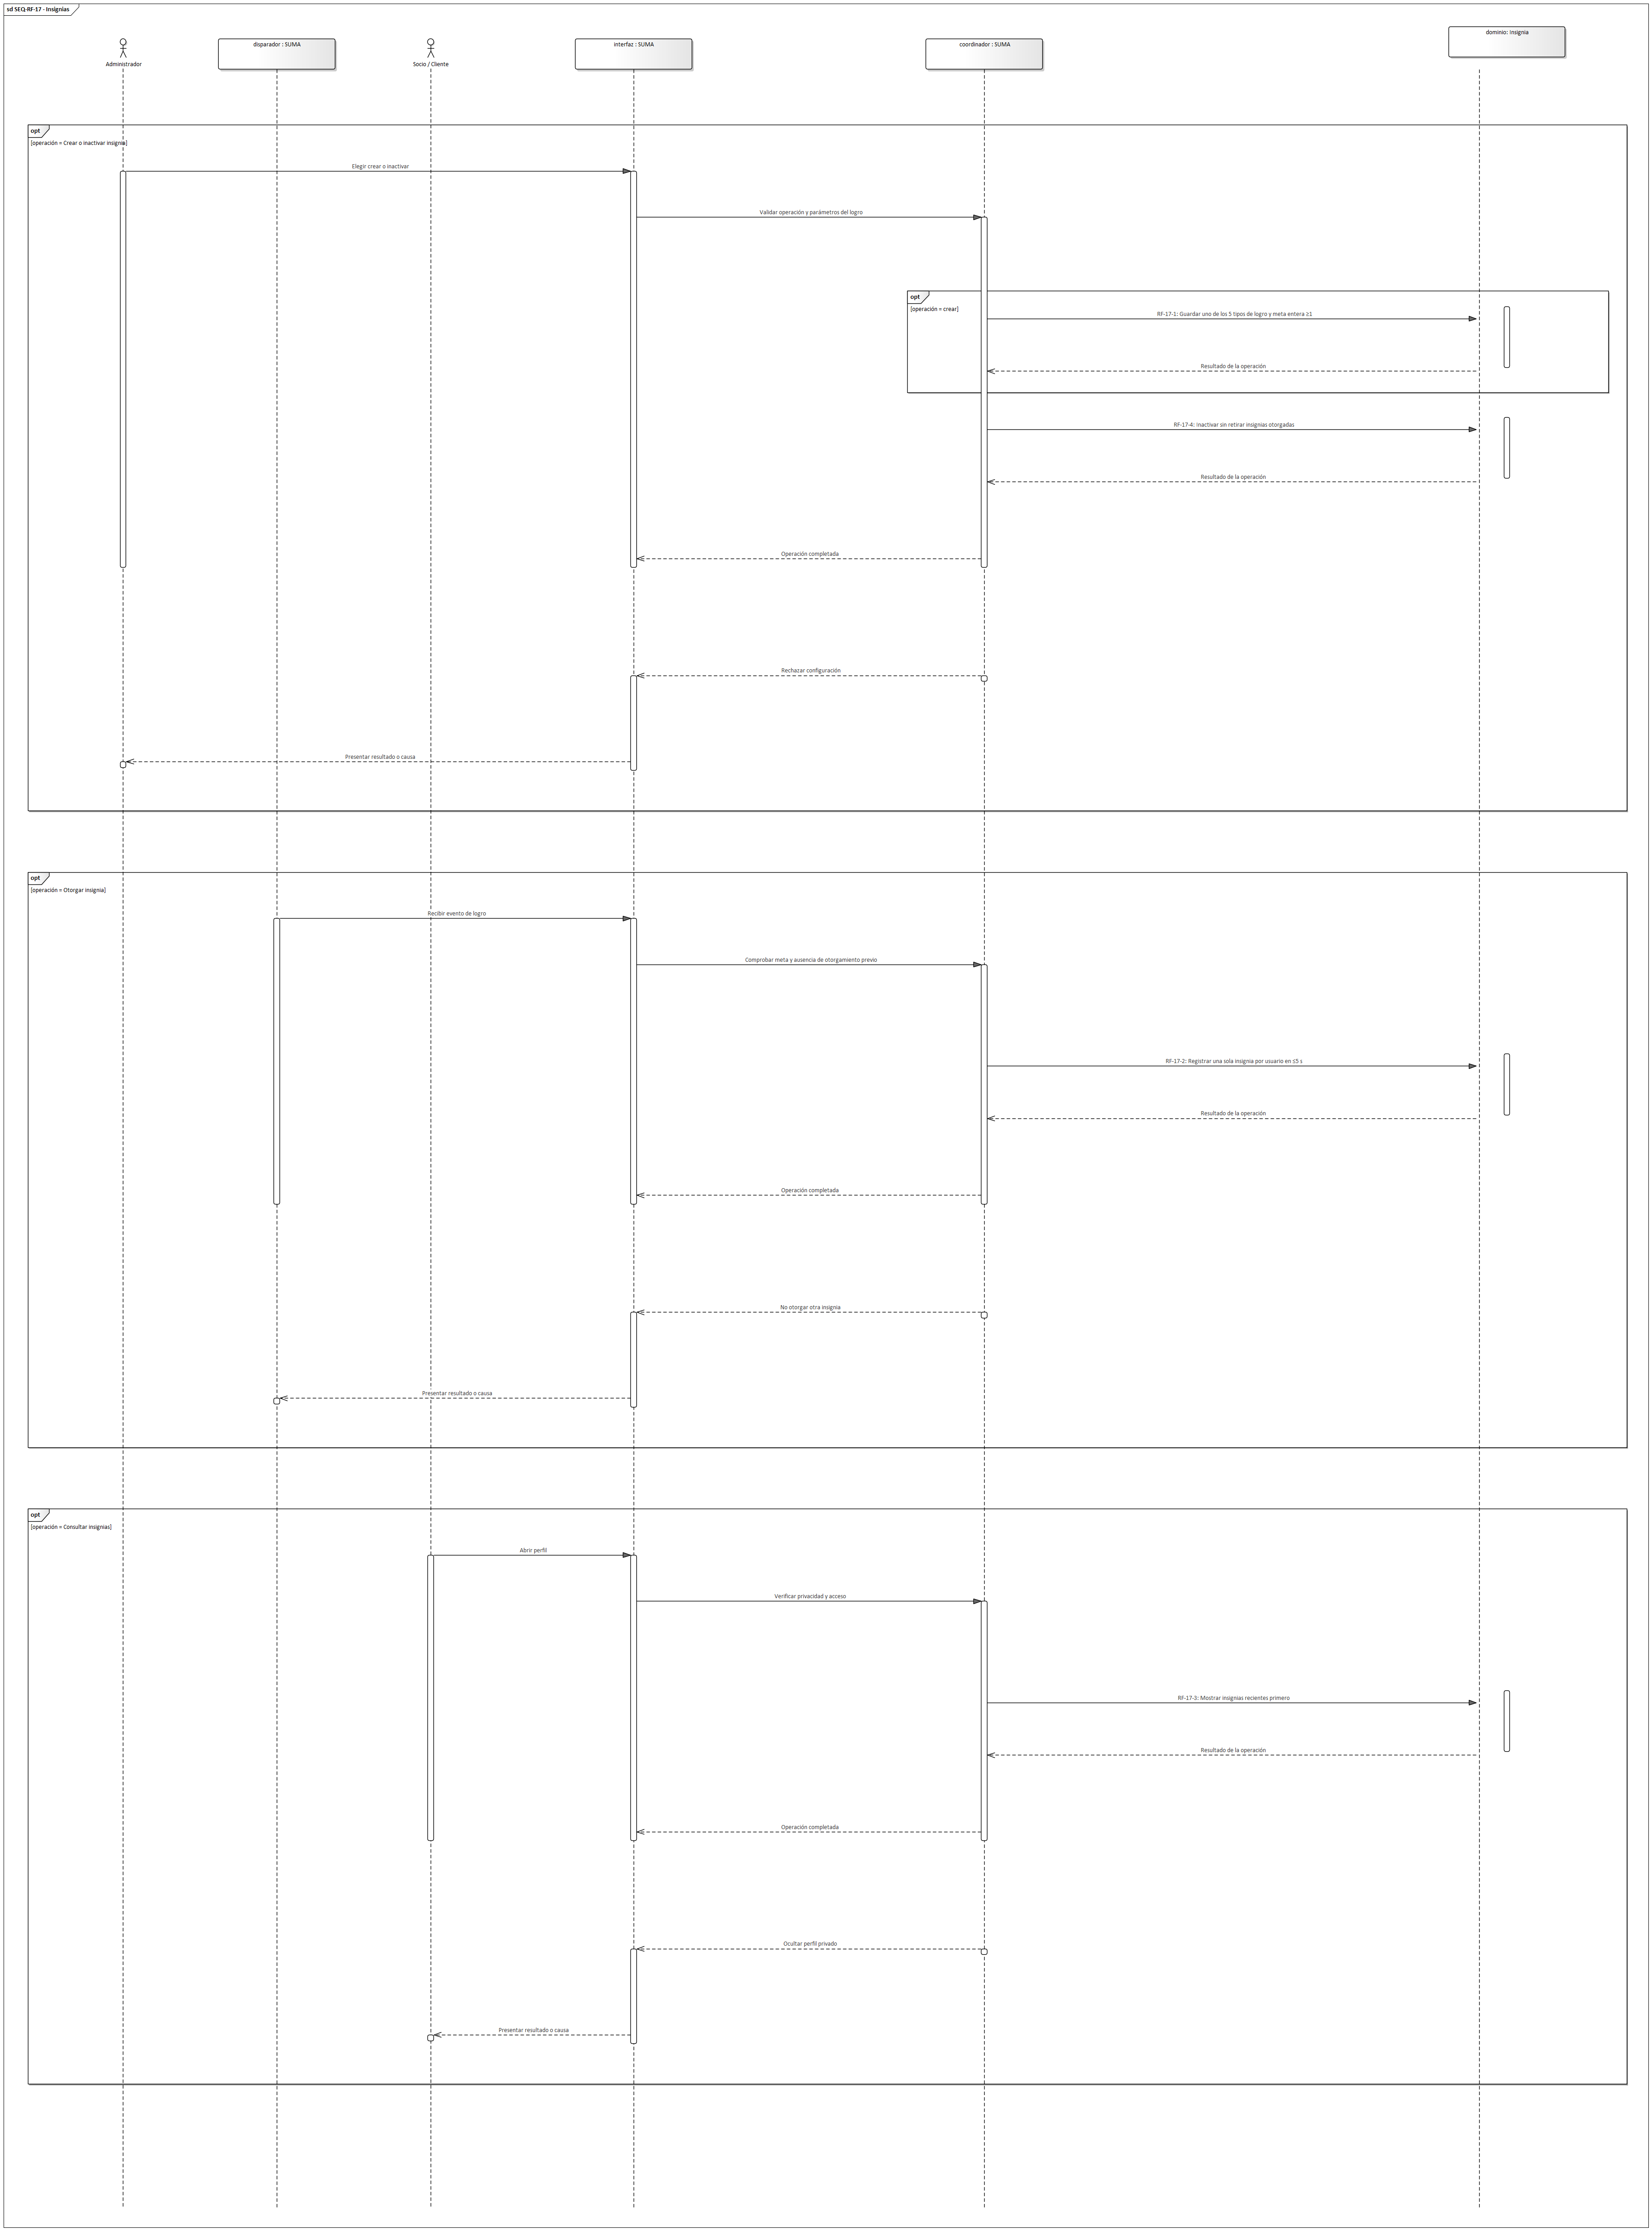 sd SEQ-RF-17 - Insignias
Administrador
disparador : SUMA
Socio / Cliente
interfaz : SUMA
coordinador : SUMA
dominio: Insignia
opt
[operación = Crear o inactivar insignia]
Elegir crear o inactivar
Validar operación y parámetros del logro
opt
[operación = crear]
RF-17-1: Guardar uno de los 5 tipos de logro y meta entera ≥1
Resultado de la operación
RF-17-4: Inactivar sin retirar insignias otorgadas
Resultado de la operación
Operación completada
Rechazar configuración
Presentar resultado o causa
opt
[operación = Otorgar insignia]
Recibir evento de logro
Comprobar meta y ausencia de otorgamiento previo
RF-17-2: Registrar una sola insignia por usuario en ≤5 s
Resultado de la operación
Operación completada
No otorgar otra insignia
Presentar resultado o causa
opt
[operación = Consultar insignias]
Abrir perfil
Verificar privacidad y acceso
RF-17-3: Mostrar insignias recientes primero
Resultado de la operación
Operación completada
Ocultar perfil privado
Presentar resultado o causa